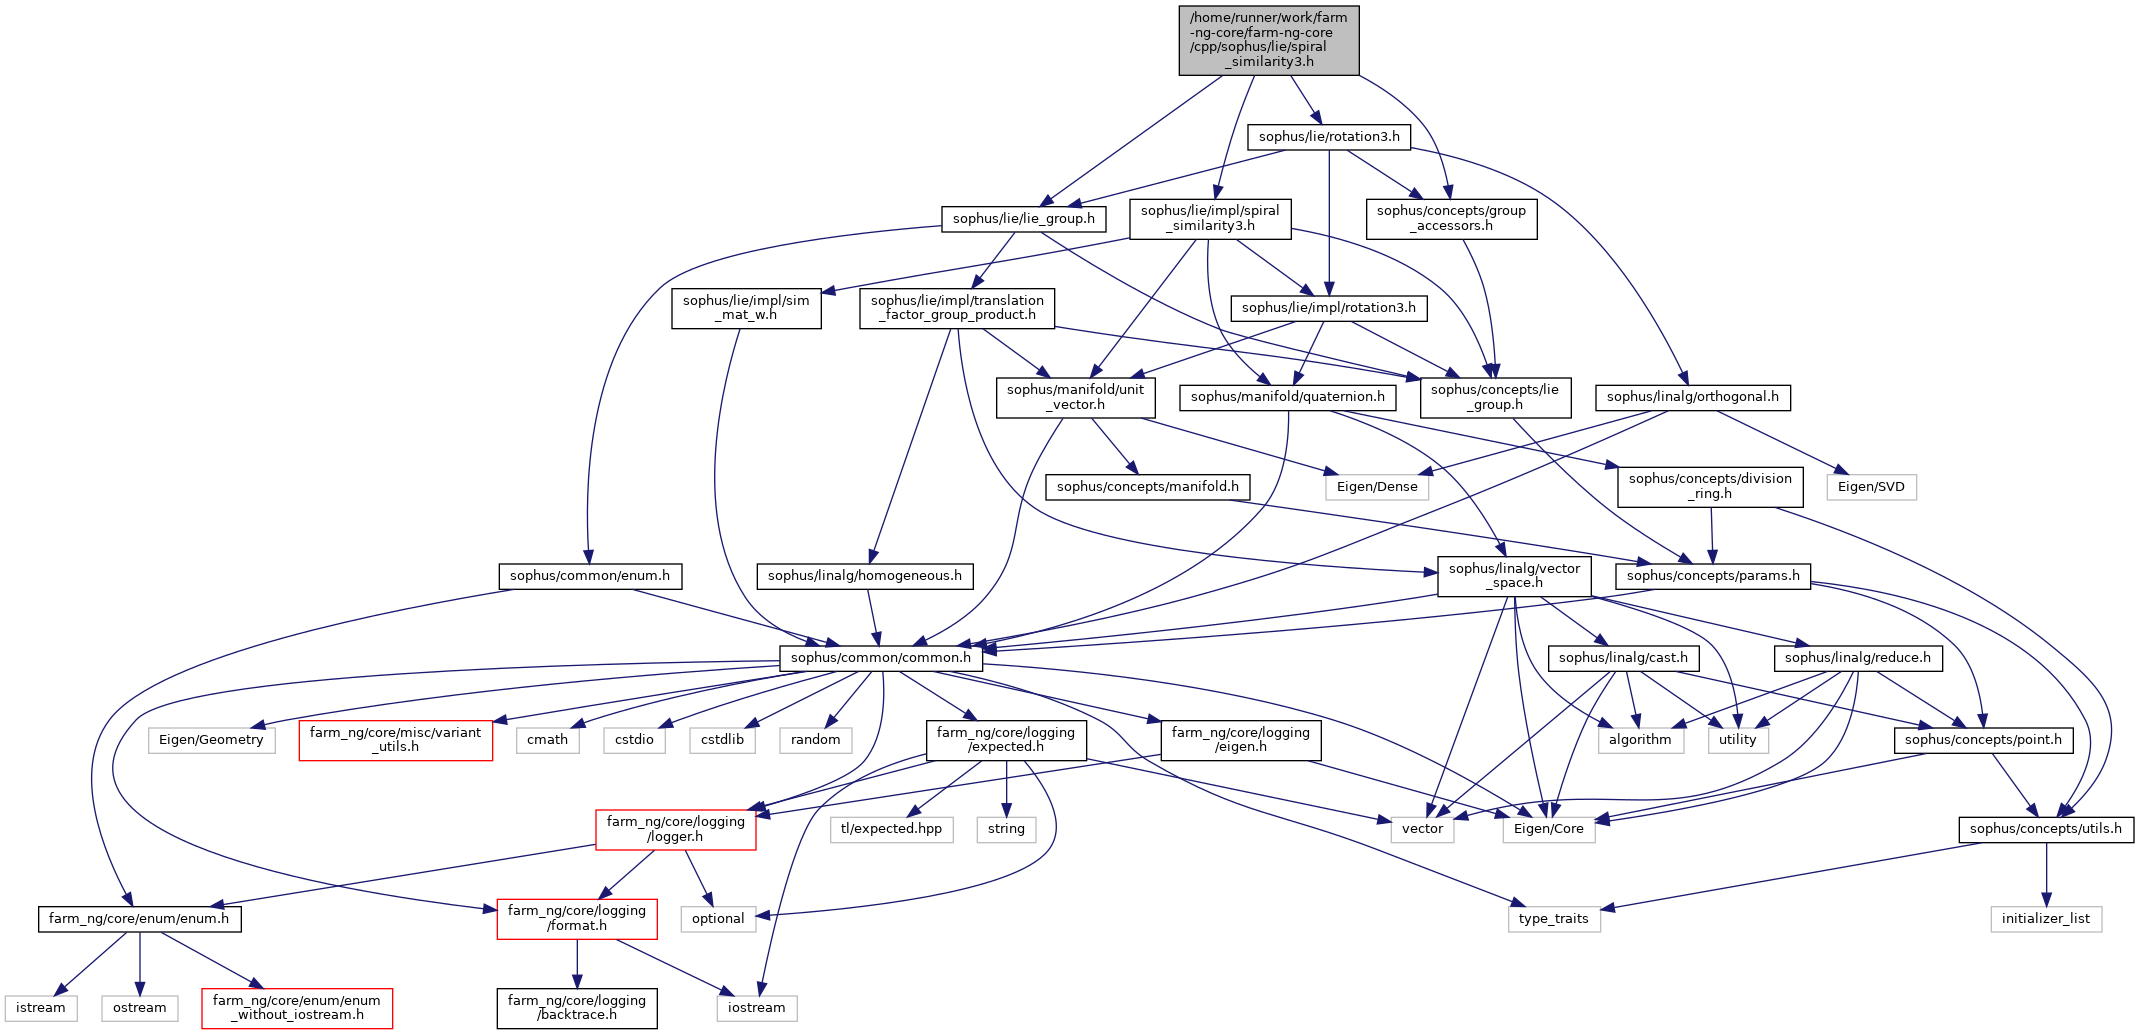 /home/runner/work/farm
-ng-core/farm-ng-core
/cpp/sophus/lie/spiral
_similarity3.h
sophus/lie/rotation3.h
sophus/lie/lie_group.h
sophus/lie/impl/spiral
_similarity3.h
sophus/concepts/group
_accessors.h
sophus/lie/impl/sim
_mat_w.h
sophus/lie/impl/translation
_factor_group_product.h
sophus/lie/impl/rotation3.h
sophus/manifold/unit
_vector.h
sophus/manifold/quaternion.h
sophus/concepts/lie
_group.h
sophus/linalg/orthogonal.h
sophus/concepts/manifold.h
Eigen/Dense
sophus/concepts/division
_ring.h
Eigen/SVD
sophus/common/enum.h
sophus/linalg/homogeneous.h
sophus/linalg/vector
_space.h
sophus/concepts/params.h
sophus/common/common.h
sophus/linalg/cast.h
sophus/linalg/reduce.h
Eigen/Geometry
farm_ng/core/misc/variant
_utils.h
cmath
cstdio
cstdlib
random
farm_ng/core/logging
/expected.h
farm_ng/core/logging
/eigen.h
algorithm
utility
sophus/concepts/point.h
farm_ng/core/logging
/logger.h
tl/expected.hpp
string
vector
Eigen/Core
sophus/concepts/utils.h
farm_ng/core/enum/enum.h
farm_ng/core/logging
/format.h
optional
type_traits
initializer_list
istream
ostream
farm_ng/core/enum/enum
_without_iostream.h
farm_ng/core/logging
/backtrace.h
iostream